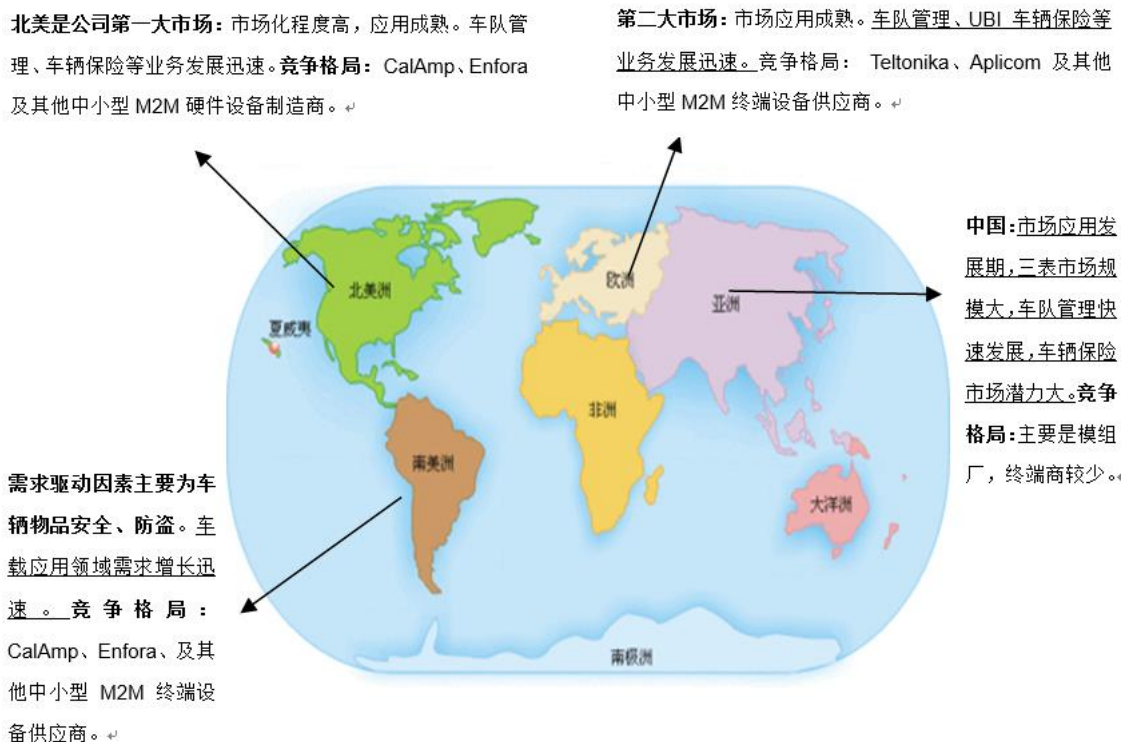 北美是公司第一大市场：市场化程度高，应用成熟。车队管
理、车辆保险等业务发展迅速。竞争格局： CalAmp、Enfora
及其他中小型 M2M 硬件设备制造商。
第二大市场：市场应用成熟。车队管理、UBI 车辆保险等
业务发展迅速。竞争格局： Teltonika、Aplicom 及其他
中小型 M2M 终端设备供应商。
中国：市场应用发
展期，三表市场规
模大，车队管理快
速发展，车辆保险
市场潜力大。竞争
格局：主要是模组
厂，终端商较少。
北美洲
夏威夷
欧洲
亚洲
非洲
南美洲
大洋洲
南极洲
需求驱动因素主要为车
辆物品安全、防盗。车
载应用领域需求增长迅
速。竞争格局：
CalAmp、Enfora、及其
他中小型 M2M 终端设
备供应商。